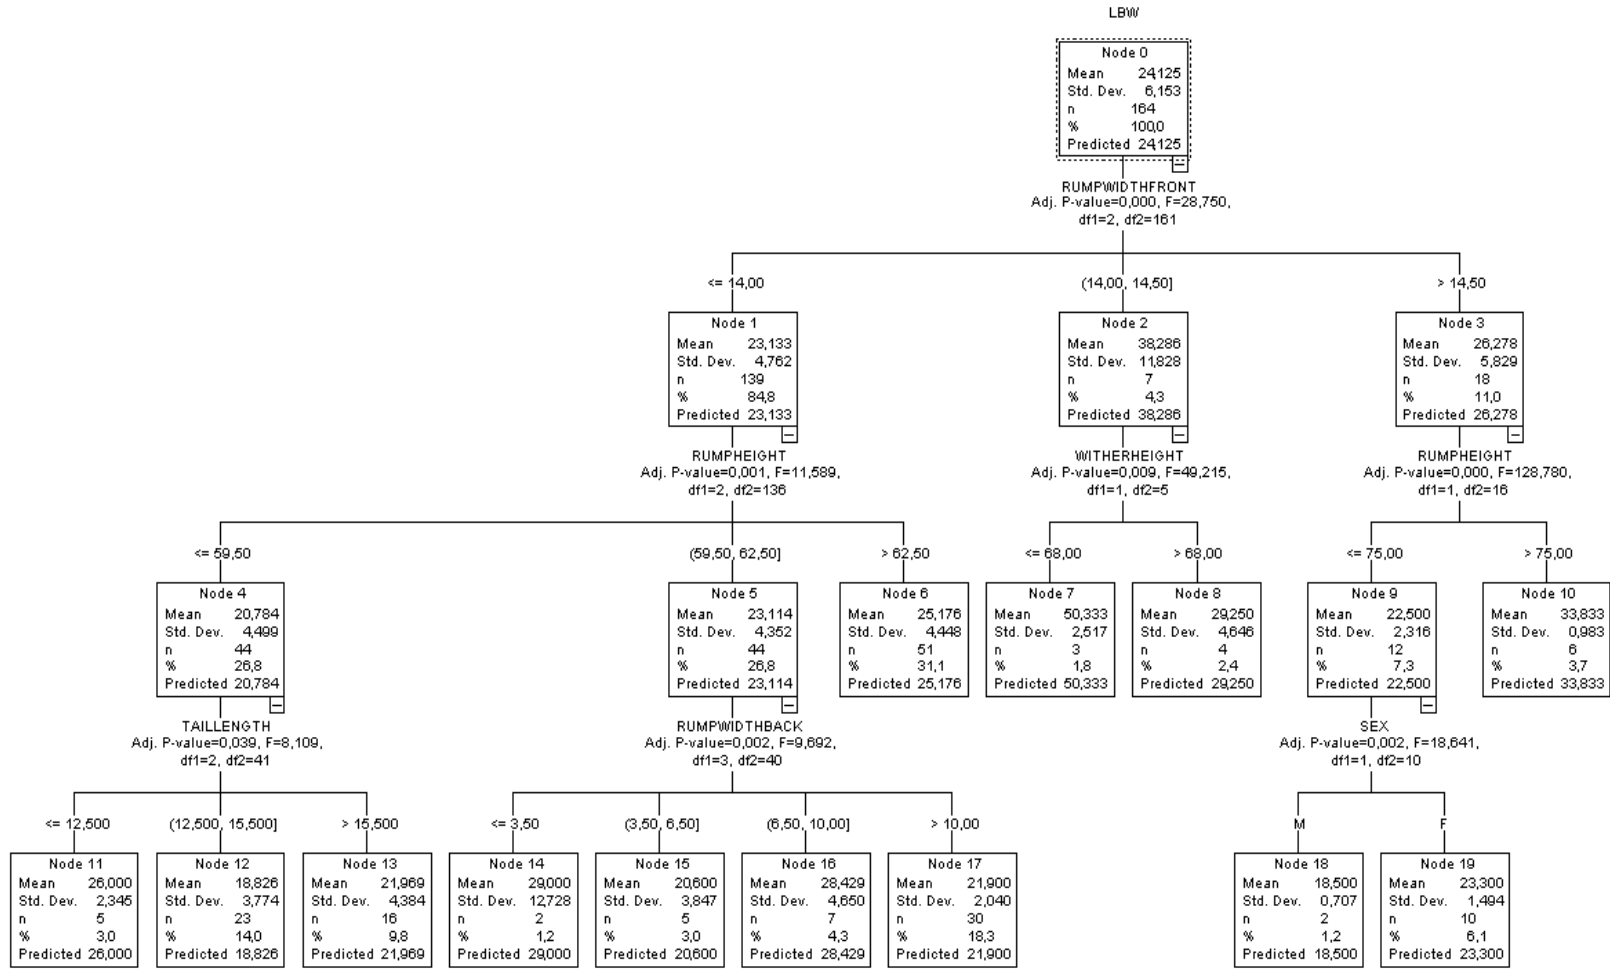 LBW
Node 0
Mean 24,125
Std. Dev. 6,153
n 164
% 100,0
Predicted 24,125
RUMPWIDTHFRONT
Adj. P-value=0,000, F=28,750,
df1=2, df2=161
<= 14,00
(14,00, 14,50]
> 14,50
Node 1
Mean 23,133
Std. Dev. 4,762
n 139
% 84,8
Predicted 23,133
Node 2
Mean 38,286
Std. Dev. 11,828
n 7
% 4,3
Predicted 38,286
Node 3
Mean 26,278
Std. Dev. 5,829
n 18
% 11,0
Predicted 26,278
RUMPHEIGHT
Adj. P-value=0,001, F=11,589,
df1=2, df2=136
WITHERHEIGHT
Adj. P-value=0,009, F=49,215,
df1=1, df2=5
RUMPHEIGHT
Adj. P-value=0,000, F=128,780,
df1=1, df2=16
<= 59,50
(59,50, 62,50]
> 62,50
<= 68,00
> 68,00
<= 75,00
> 75,00
Node 4
Mean 20,784
Std. Dev. 4,499
n 44
% 26,8
Predicted 20,784
Node 5
Mean 23,114
Std. Dev. 4,352
n 44
% 26,8
Predicted 23,114
Node 6
Mean 25,176
Std. Dev. 4,448
n 51
% 31,1
Predicted 25,176
Node 7
Mean 50,333
Std. Dev. 2,517
n 3
% 1,8
Predicted 50,333
Node 8
Mean 29,250
Std. Dev. 4,646
n 4
% 2,4
Predicted 29,250
Node 9
Mean 22,500
Std. Dev. 2,316
n 12
% 7,3
Predicted 22,500
Node 10
Mean 33,833
Std. Dev. 0,983
n 6
% 3,7
Predicted 33,833
TAILLENGTH
Adj. P-value=0,039, F=8,109,
df1=2, df2=41
RUMPWIDTHBACK
Adj. P-value=0,002, F=9,692,
df1=3, df2=40
SEX
Adj. P-value=0,002, F=18,641,
df1=1, df2=10
<= 12,500
(12,500, 15,500]
> 15,500
<= 3,50
(3,50, 6,50]
(6,50, 10,00]
> 10,00
M
F
Node 11
Mean 26,000
Std. Dev. 2,345
n 5
% 3,0
Predicted 26,000
Node 12
Mean 18,826
Std. Dev. 3,774
n 23
% 14,0
Predicted 18,826
Node 13
Mean 21,969
Std. Dev. 4,384
n 16
% 9,8
Predicted 21,969
Node 14
Mean 29,000
Std. Dev. 12,728
n 2
% 1,2
Predicted 29,000
Node 15
Mean 20,600
Std. Dev. 3,847
n 5
% 3,0
Predicted 20,600
Node 16
Mean 28,429
Std. Dev. 4,650
n 7
% 4,3
Predicted 28,429
Node 17
Mean 21,900
Std. Dev. 2,040
n 30
% 18,3
Predicted 21,900
Node 18
Mean 18,500
Std. Dev. 0,707
n 2
% 1,2
Predicted 18,500
Node 19
Mean 23,300
Std. Dev. 1,494
n 10
% 6,1
Predicted 23,300